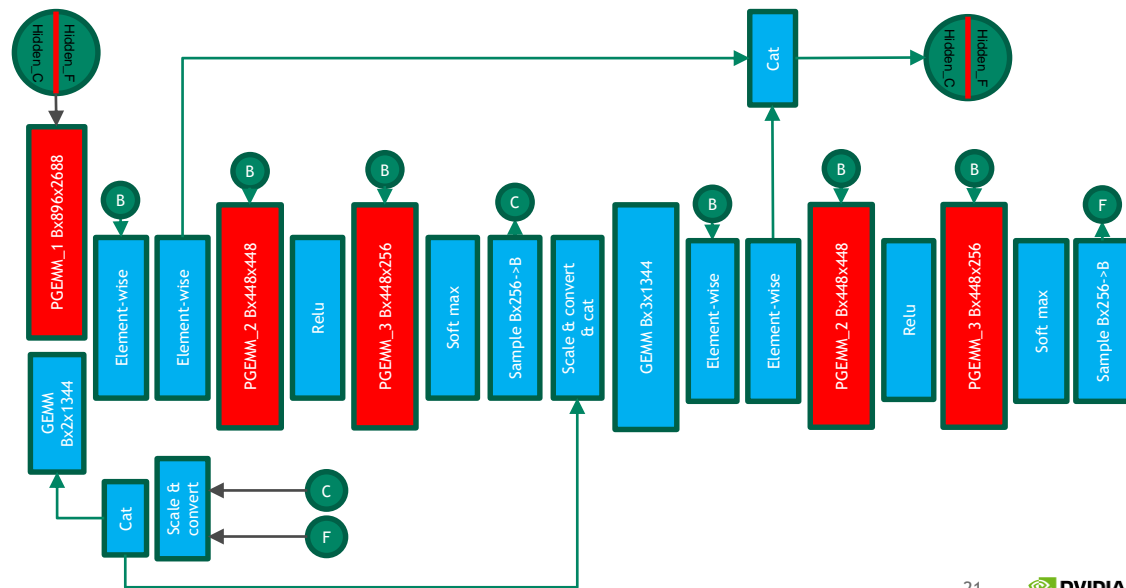 Hidden_F
Hidden_C
PGEMM_1 Bx896x2688
GEMM
Bx2x1344
B
Element-wise
Element-wise
B
PGEMM_2 Bx448x448
Relu
B
PGEMM_3 Bx448x256
Soft max
C
Sample Bx256->B
Scale & convert
& cat
GEMM Bx3x1344
B
Element-wise
Element-wise
Cat
Hidden_F
Hidden_C
B
PGEMM_2 Bx448x448
Relu
B
PGEMM_3 Bx448x256
Soft max
F
Sample Bx256->B
Cat
Scale &
convert
C
F